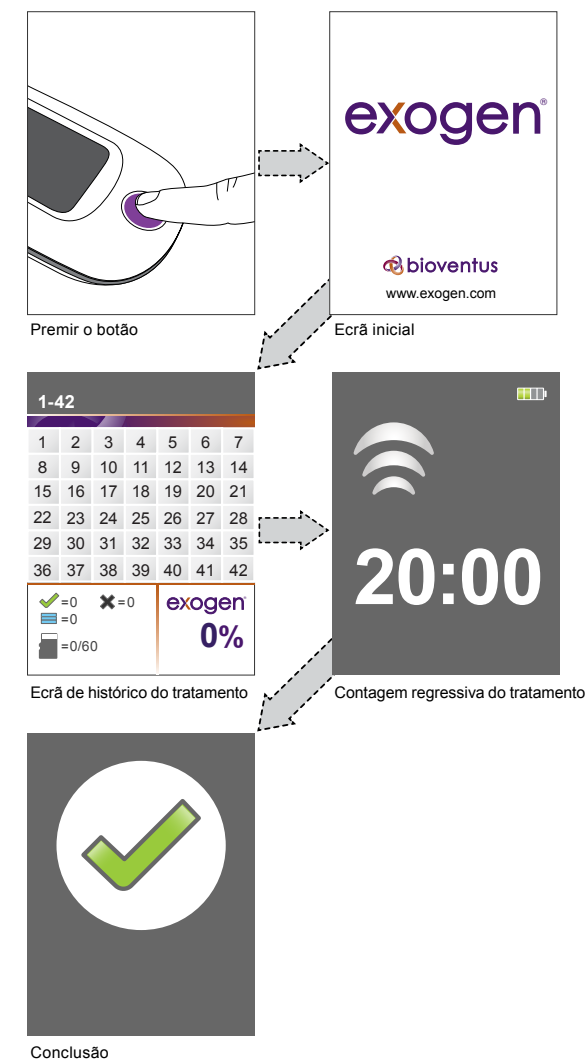 exogen®
bioventus
www.exogen.com
Premir o botão
Ecrã inicial
1-42
1 2 3 4 5 6 7
8 9 10 11 12 13 14
15 16 17 18 19 20 21
22 23 24 25 26 27 28
29 30 31 32 33 34 35
36 37 38 39 40 41 42
=0 =0
=0
=0/60
exogen
0%
20:00
Ecrã de histórico do tratamento
Contagem regressiva do tratamento
Conclusão